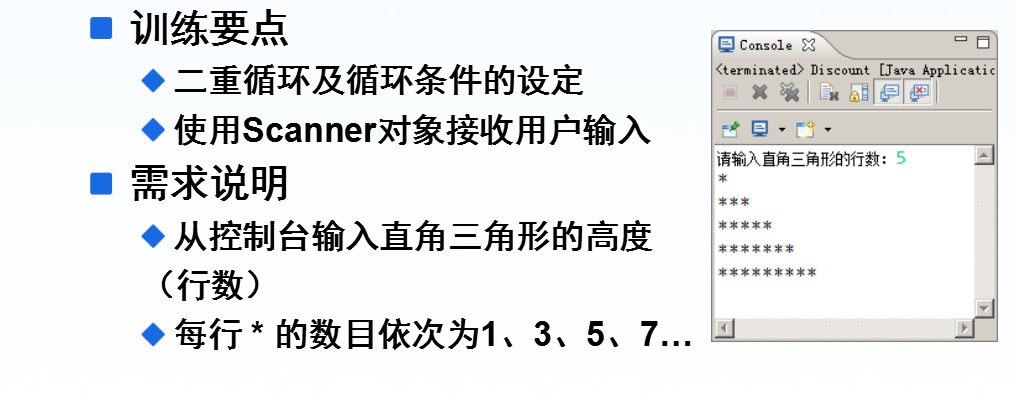 训练要点
二重循环及循环条件的设定
使用Scanner对象接收用户输入
需求说明
从控制台输入直角三角形的高度
（行数）
每行 * 的数目依次为1、3、5、7…
Console
<terminated> Discount [Java Applicatic
请输入直角三角形的行数: 5
*
***
*****
*******
*********